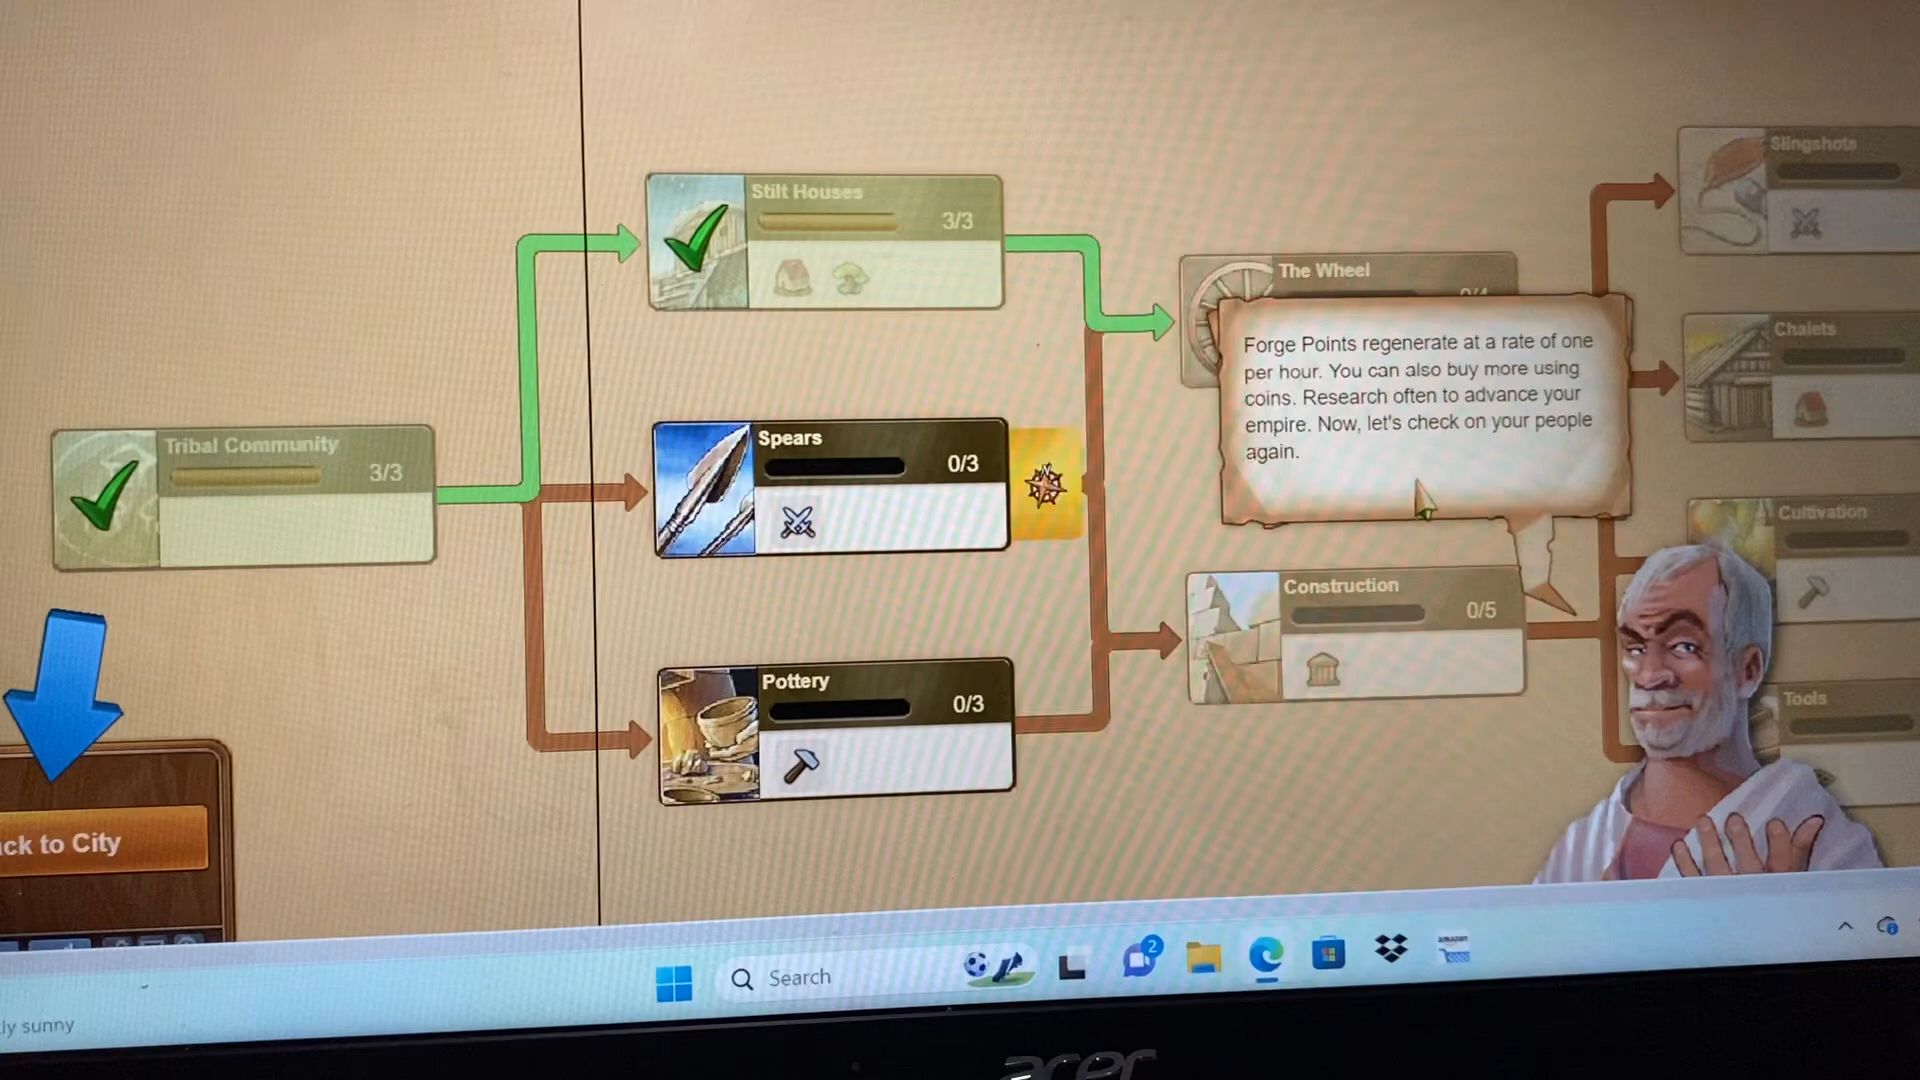 Slingshots
Stilt Houses
3/3
The Wheel
Chalets
Forge Points regenerate at a rate of one
per hour. You can also buy more using
coins. Research often to advance your
empire. Now, let's check on your people
again.
Tribal Community
3/3
Spears
0/3
N
Cultivation
Construction
0/5
Pottery
0/3
Tools
ck to City
2
amazon
Search
ly sunny
acer